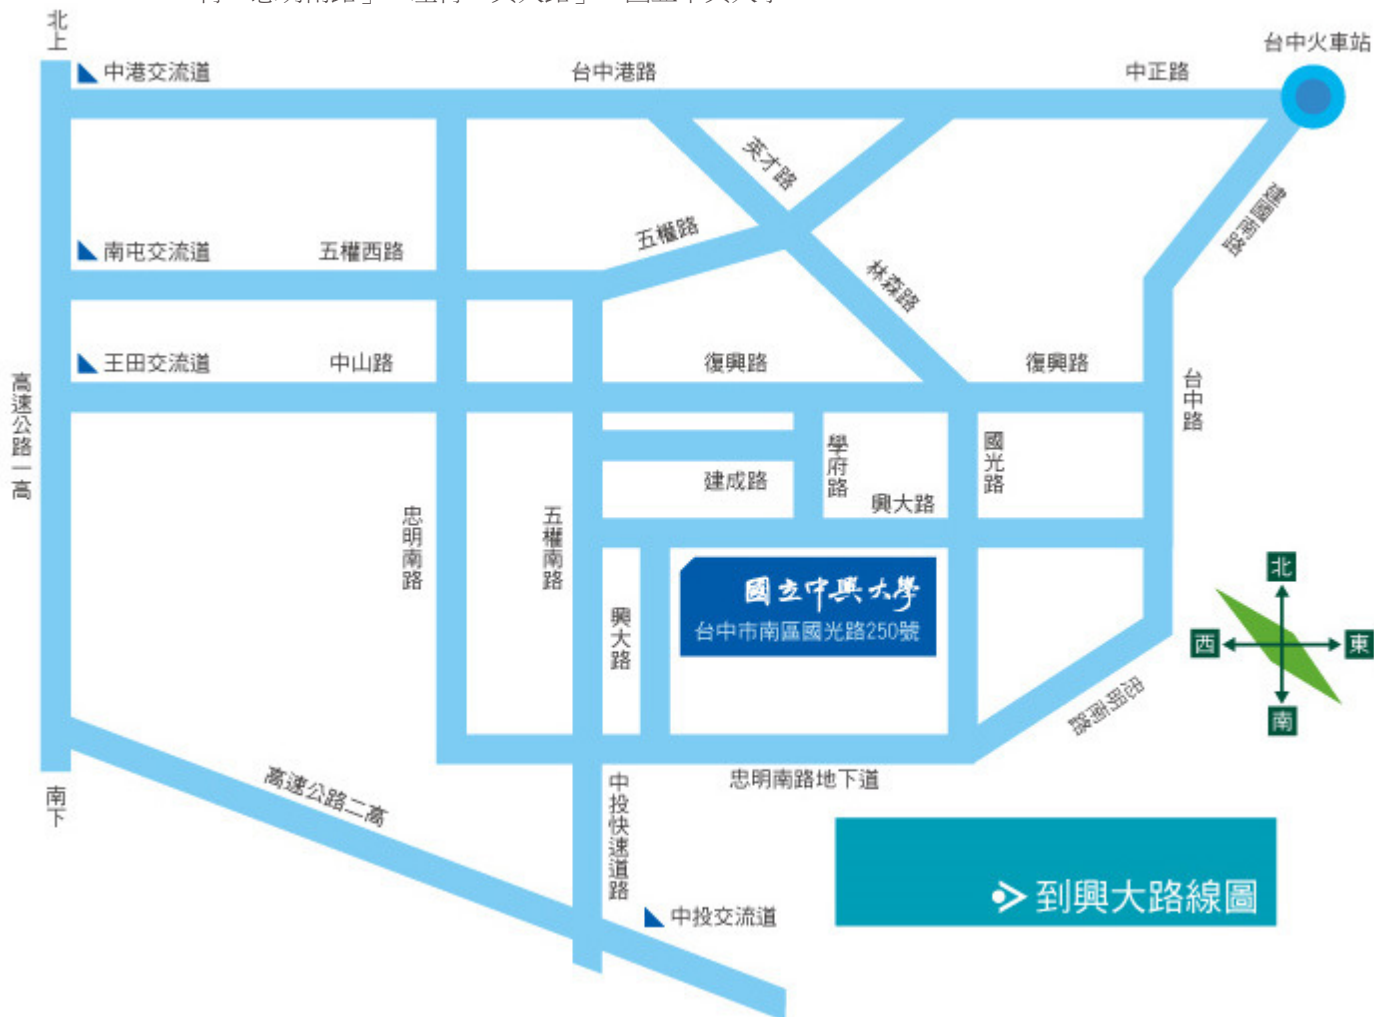 北上
台中火車站
中港交流道
台中港路
中正路
英才路
建國南路
五權路
南屯交流道
五權西路
林森路
王田交流道
中山路
復興路
復興路
台中路
高速公路一高
學府路
國光路
建成路
興大路
忠明南路
五權南路
國立中興大學
台中市南區國光路250號
興大路
北
西
東
南
忠明南路
忠明南路地下道
高速公路二高
南下
中投快速道路
中投交流道
到興大路線圖